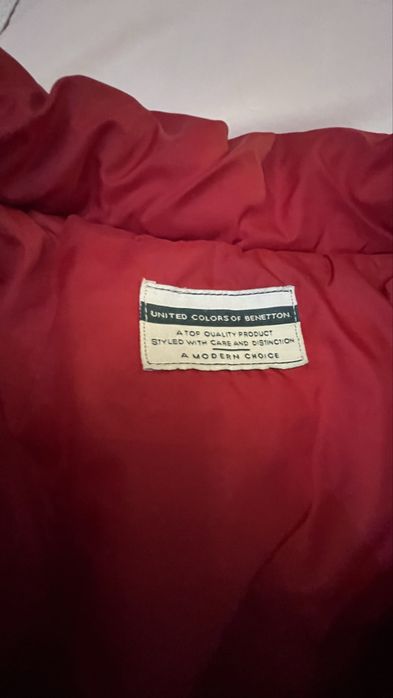 UNITED COLORS OF BENETTON.
A TOP QUALITY PRODUCT
STYLED WITH CARE AND DISTINCTION
A MODERN CHOICE